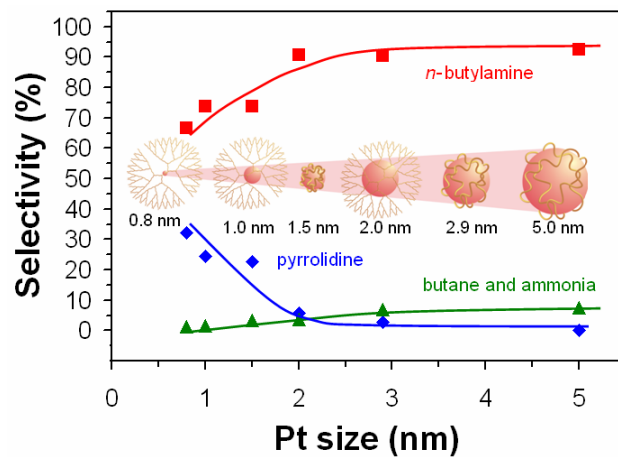 100
90
80
70
60
50
40
30
20
10
0
Selectivity (%)
n-butylamine
0.8 nm
1.0 nm
1.5 nm
2.0 nm
2.9 nm
5.0 nm
pyrrolidine
butane and ammonia
0 1 2 3 4 5
Pt size (nm)